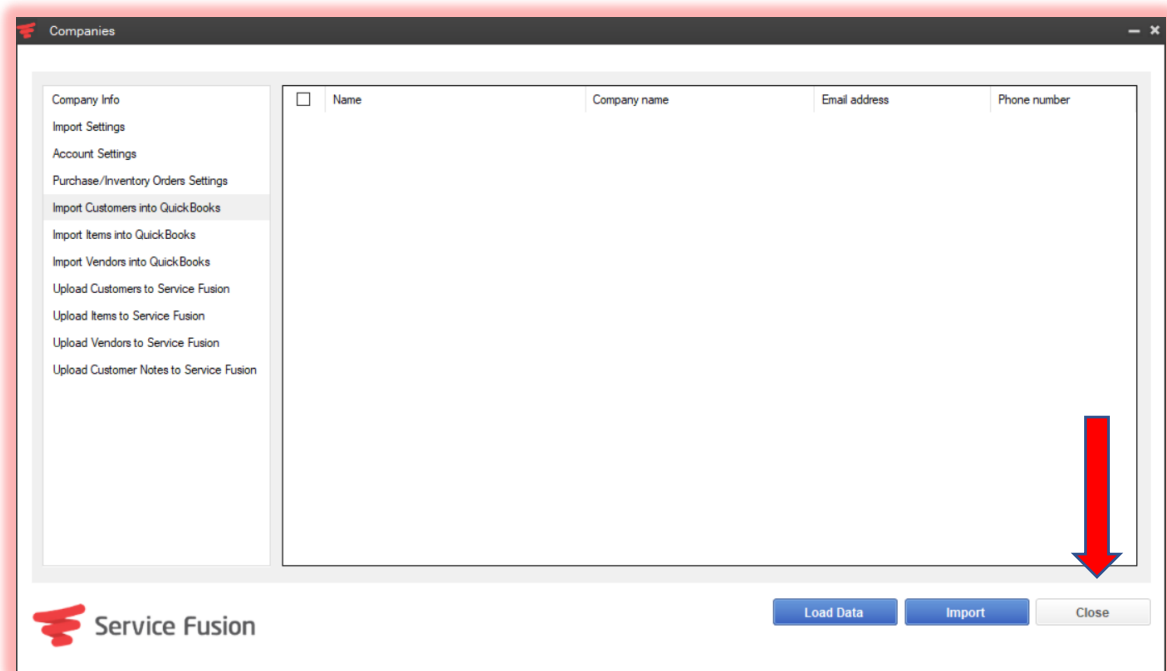 Companies
Company Info
Import Settings
Account Settings
Purchase/Inventory Orders Settings
Import Customers into QuickBooks
Import Items into QuickBooks
Import Vendors into QuickBooks
Upload Customers to Service Fusion
Upload Items to Service Fusion
Upload Vendors to Service Fusion
Upload Customer Notes to Service Fusion
Name Company name Email address Phone number
Service Fusion
Load Data Import Close